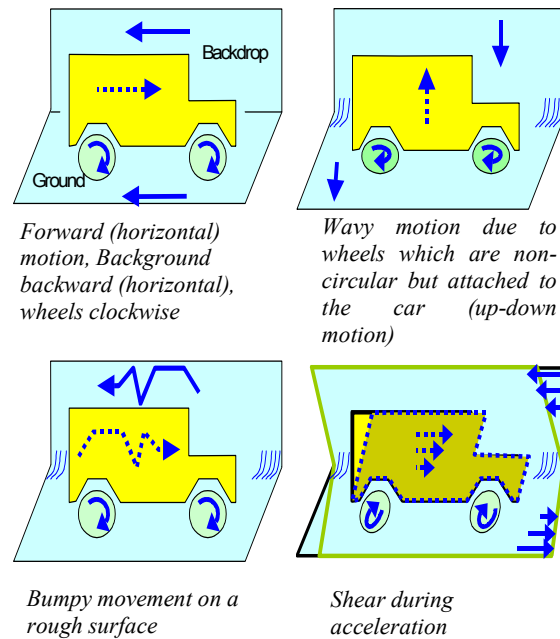 Backdrop
Ground
Forward (horizontal)
motion, Background
backward (horizontal),
wheels clockwise
Wavy motion due to
wheels which are non-
circular but attached to
the car (up-down
motion)
Bumpy movement on a
rough surface
Shear during
acceleration